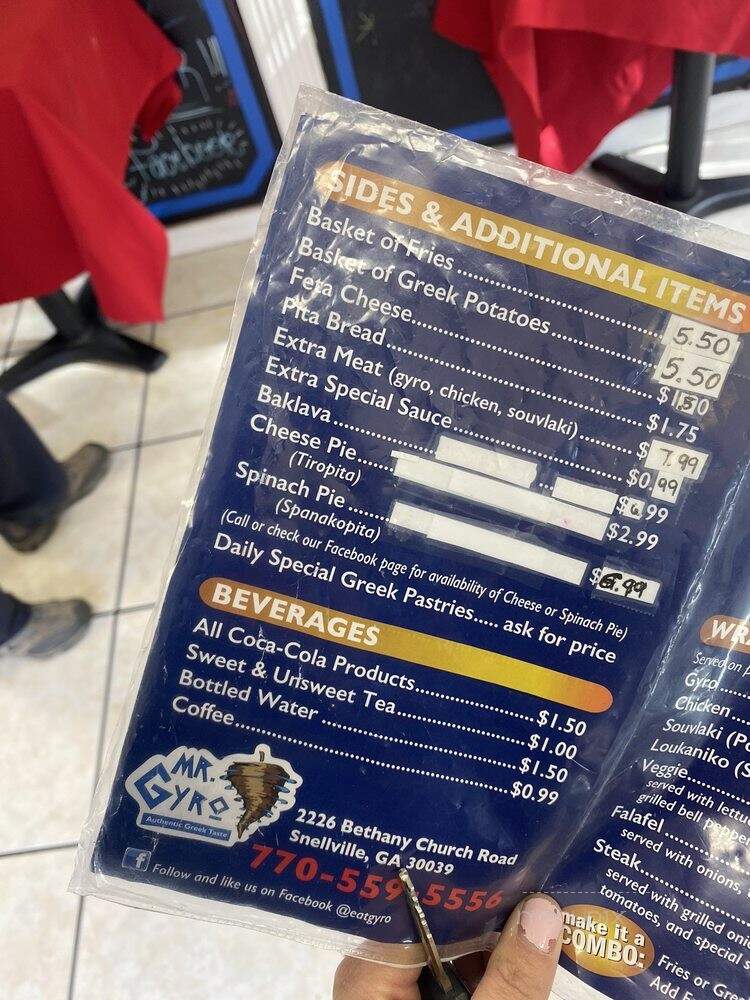 SIDES & ADDITIONAL ITEMS
Basket of Fries........ 5.50
Basket of Greek Potatoes........ 5.50
Feta Cheese........ $1.50
Pita Bread........ $1.75
Extra Meat (gyro, chicken, souvlaki)........ $7.99
Extra Special Sauce........ $0.99
Baklava........ $6.99
Cheese Pie........ $2.99
(Tiropita)
Spinach Pie........ $6.99
(Spanakopita)
(Call or check our Facebook page for availability of Cheese or Spinach Pie)
Daily Special Greek Pastries..... ask for price
BEVERAGES
All Coca-Cola Products........ $1.50
Sweet & Unsweet Tea........ $1.00
Bottled Water........ $1.50
Coffee........ $0.99
MR. GYRO
Authentic Greek Taste
2226 Bethany Church Road
Snellville, GA 30039
770-559-5556
f Follow and like us on Facebook @eatgyro
Served on
Gyro
Chicken
Souvlaki
Loukaniko
Veggie
served with
grilled bell
Falafel
served with onions,
Steak
served with grilled
tomatoes, and special
make it a
COMBO:
Fries or
Add
Facebook